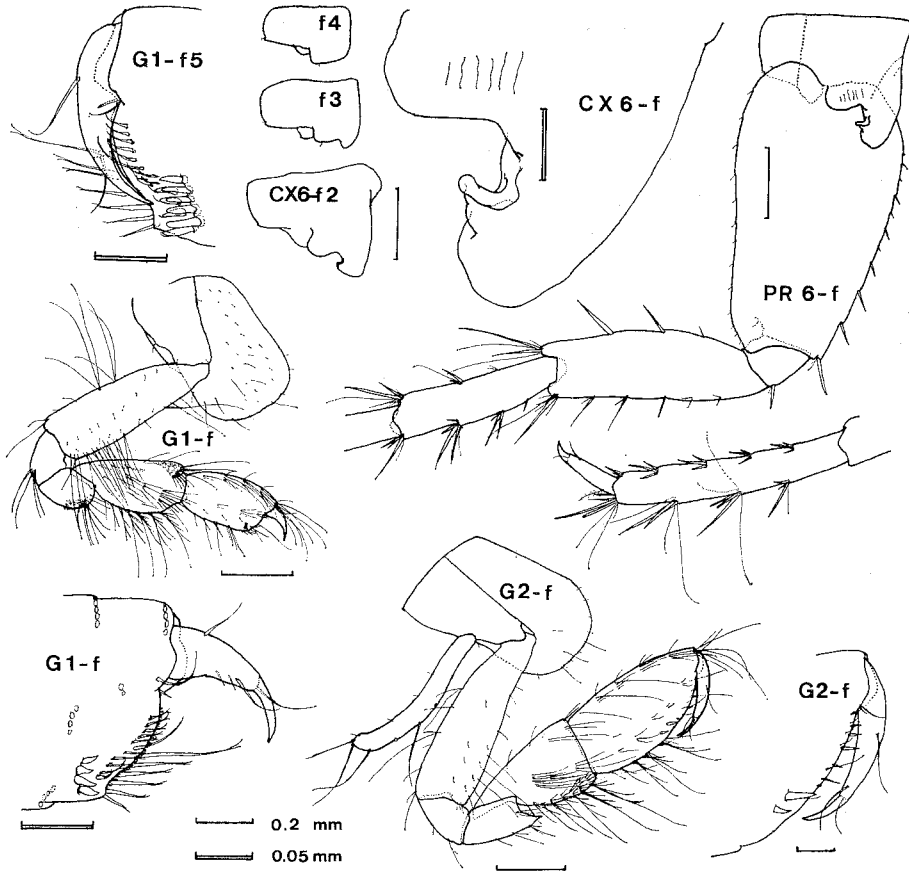 G1-f5
f4
f3
CX6-f2
CX 6-f
PR 6-f
G1-f
G2-f
G1-f
G2-f
0.2 mm
0.05 mm